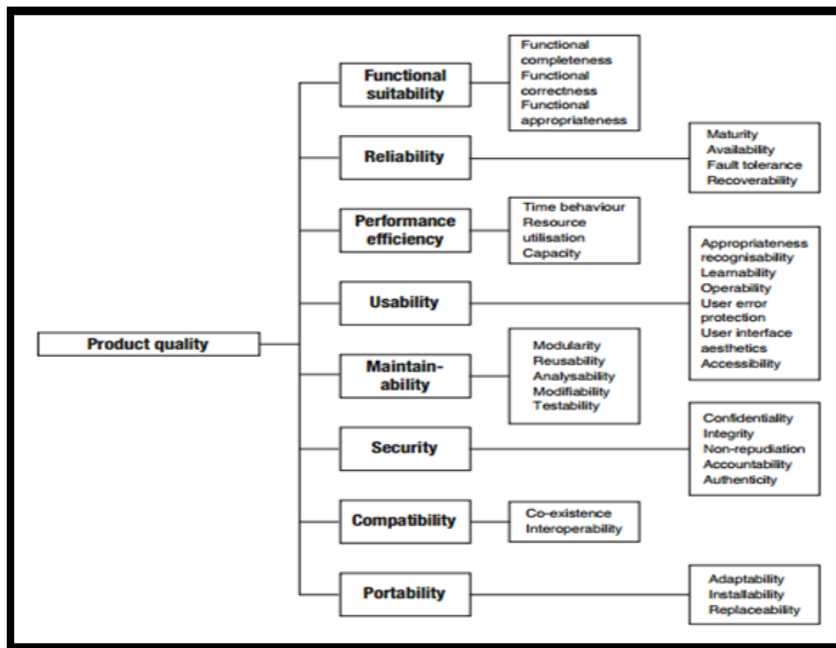 Product quality
Functional
suitability
Functional
completeness
Functional
correctness
Functional
appropriateness
Reliability
Maturity
Availability
Fault tolerance
Recoverability
Performance
efficiency
Time behaviour
Resource
utilisation
Capacity
Usability
Appropriateness
recognisability
Learnability
Operability
User error
protection
User interface
aesthetics
Accessibility
Maintain-
ability
Modularity
Reusability
Analysability
Modifiability
Testability
Security
Confidentiality
Integrity
Non-repudiation
Accountability
Authenticity
Compatibility
Co-existence
Interoperability
Portability
Adaptability
Installability
Replaceability